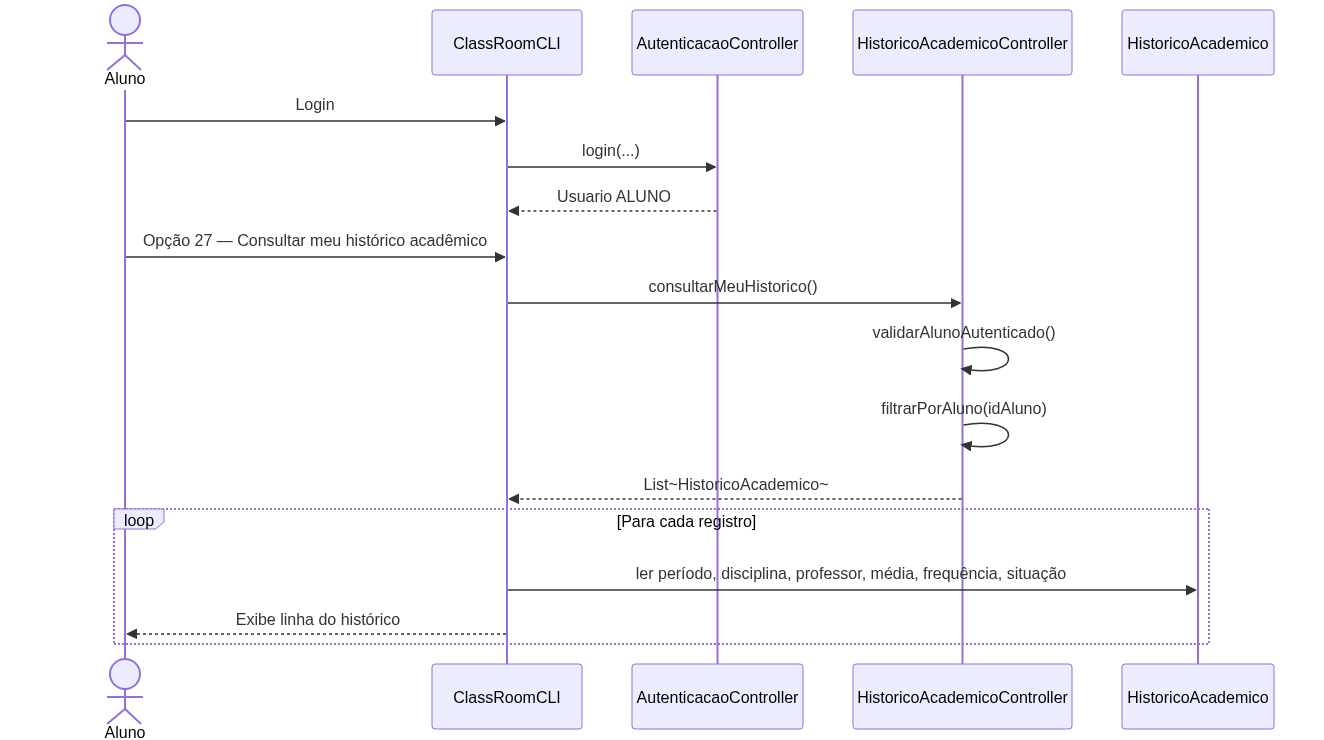 Aluno
ClassRoomCLI
AutenticacaoController
HistoricoAcademicoController
HistoricoAcademico
Login
login(...)
Usuario ALUNO
Opção 27 — Consultar meu histórico acadêmico
consultarMeuHistorico()
validarAlunoAutenticado()
filtrarPorAluno(idAluno)
List~HistoricoAcademico~
loop
[Para cada registro]
ler período, disciplina, professor, média, frequência, situação
Exibe linha do histórico
Aluno
ClassRoomCLI
AutenticacaoController
HistoricoAcademicoController
HistoricoAcademico